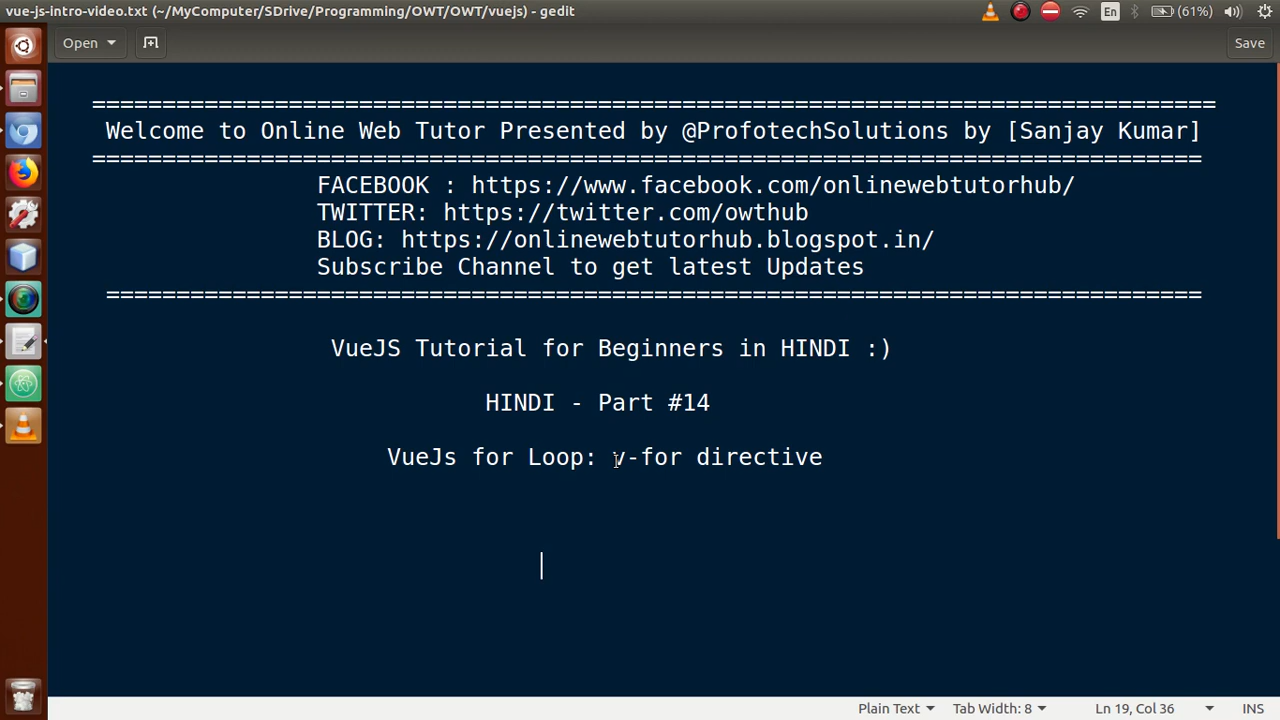 vue-js-intro-video.txt (~/MyComputer/SDrive/Programming/OWT/OWT/vuejs) - gedit
En
(61%)
Open
Save
================================================================================
Welcome to Online Web Tutor Presented by @ProfotechSolutions by [Sanjay Kumar]
===============================================================================
FACEBOOK : https://www.facebook.com/onlinewebtutorhub/
TWITTER: https://twitter.com/owthub
BLOG: https://onlinewebtutorhub.blogspot.in/
Subscribe Channel to get latest Updates
==============================================================================
VueJS Tutorial for Beginners in HINDI :)
HINDI - Part #14
VueJs for Loop: v-for directive
Plain Text
Tab Width: 8
Ln 19, Col 36
INS